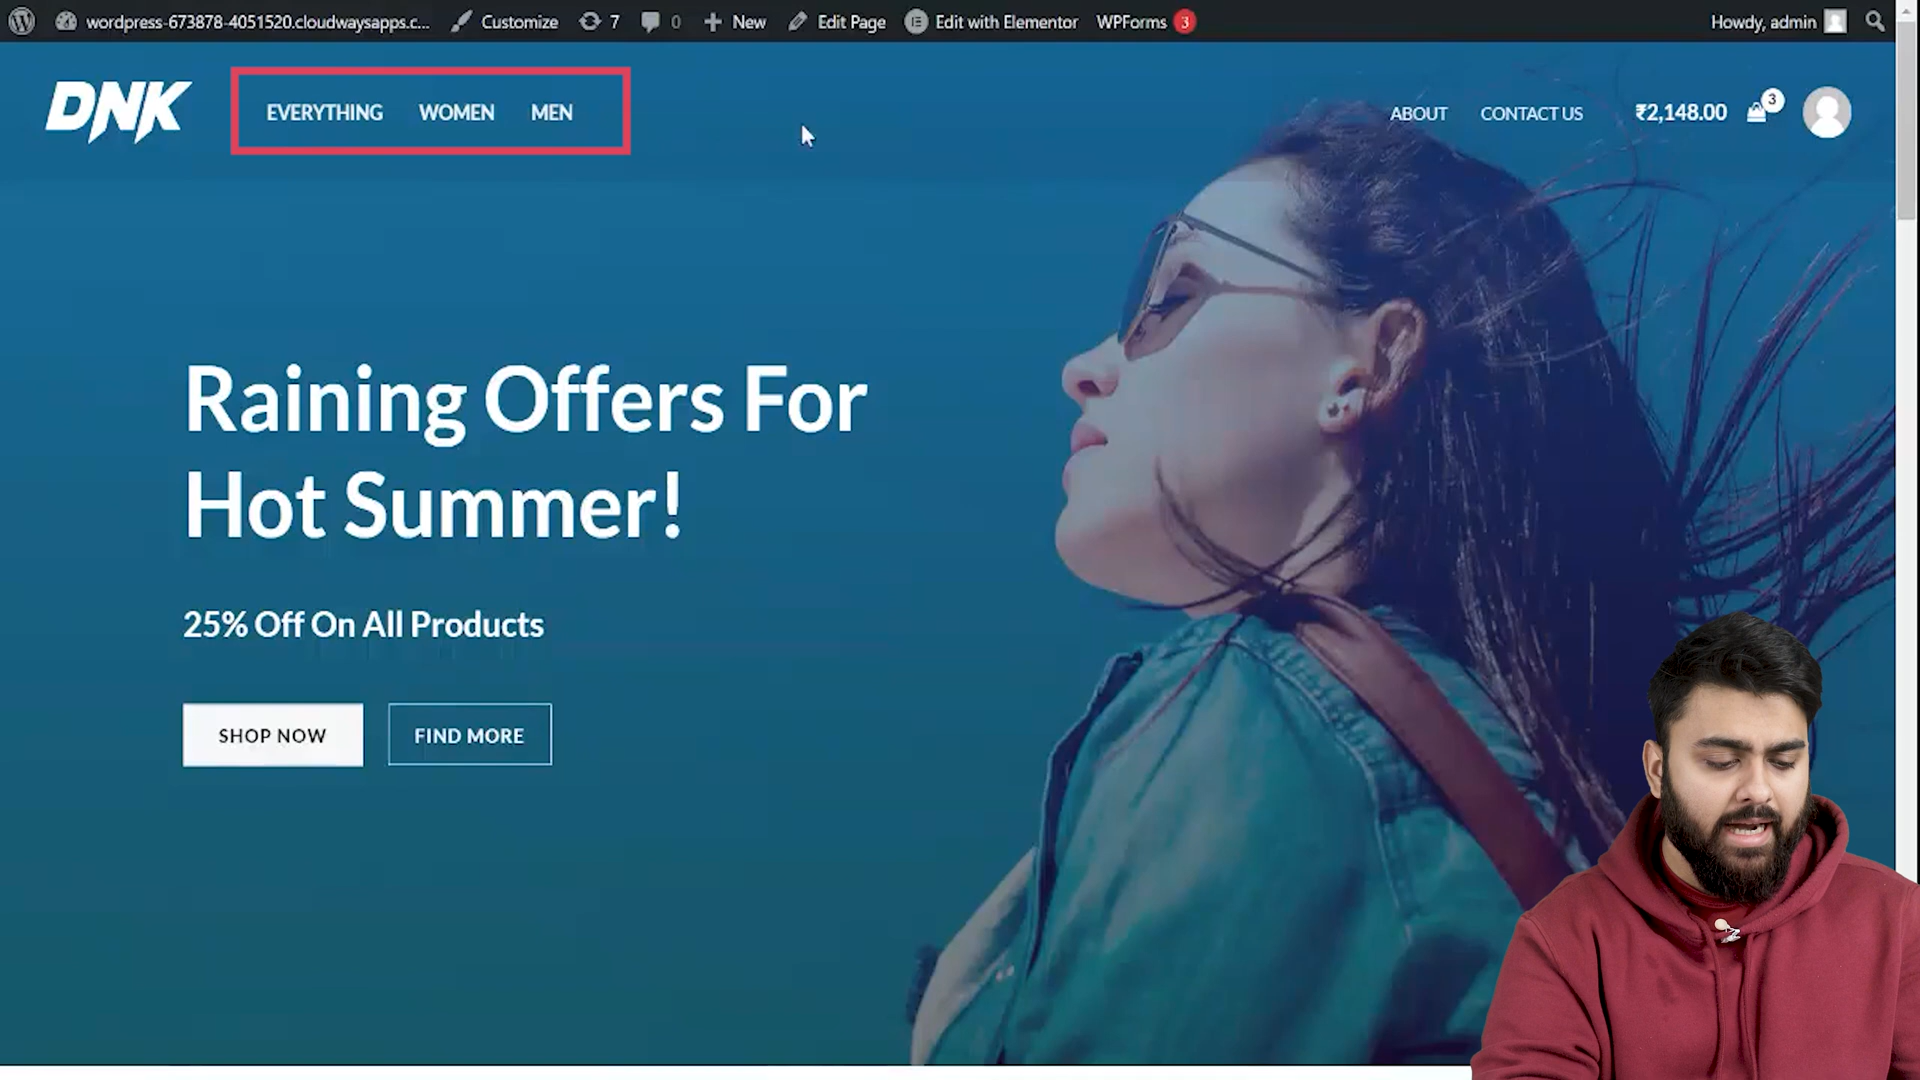 wordpress-673878-4051520.cloudwaysapps.c... Customize 7 0 New Edit Page Edit with Elementor WPForms 3 Howdy, admin
DNK EVERYTHING WOMEN MEN ABOUT CONTACT US ₹2,148.00 3
Raining Offers For
Hot Summer!
25% Off On All Products
SHOP NOW FIND MORE